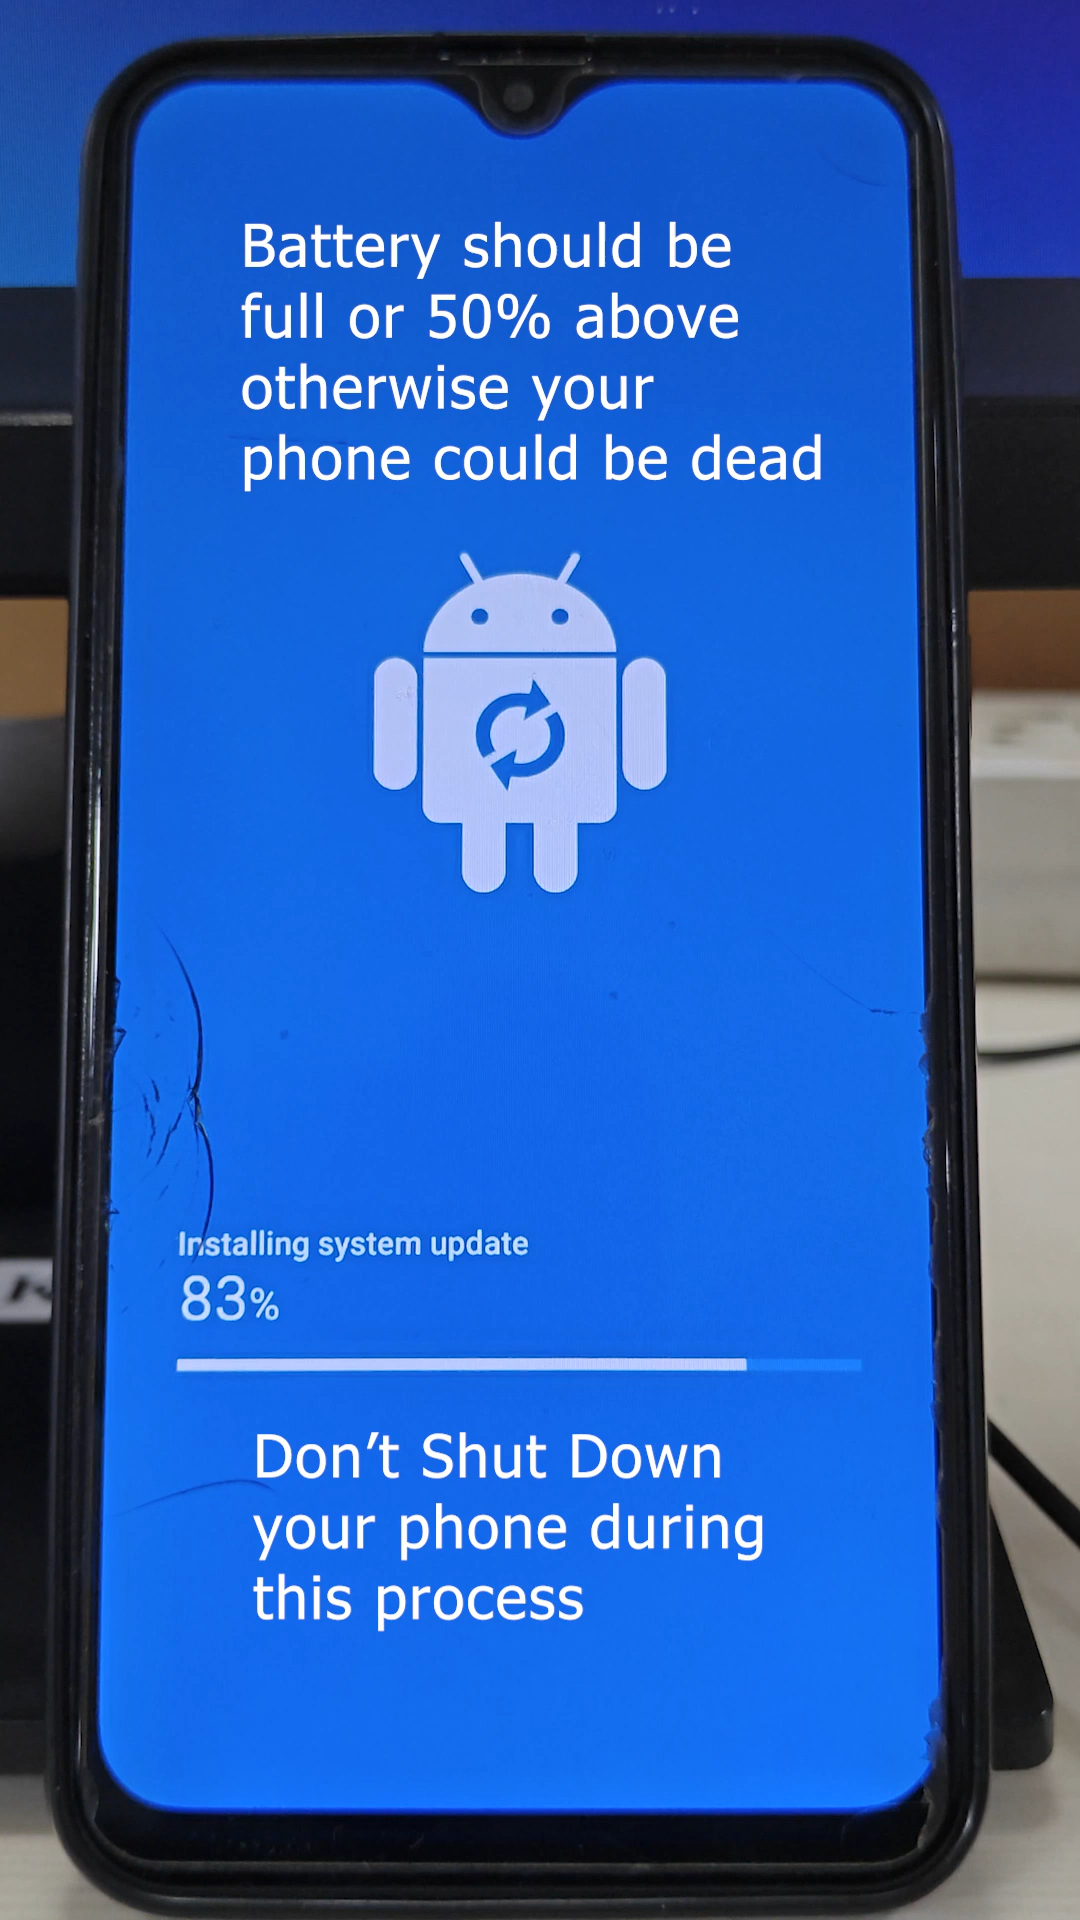 Battery should be
full or 50% above
otherwise your
phone could be dead
Installing system update
83%
Don’t Shut Down
your phone during
this process